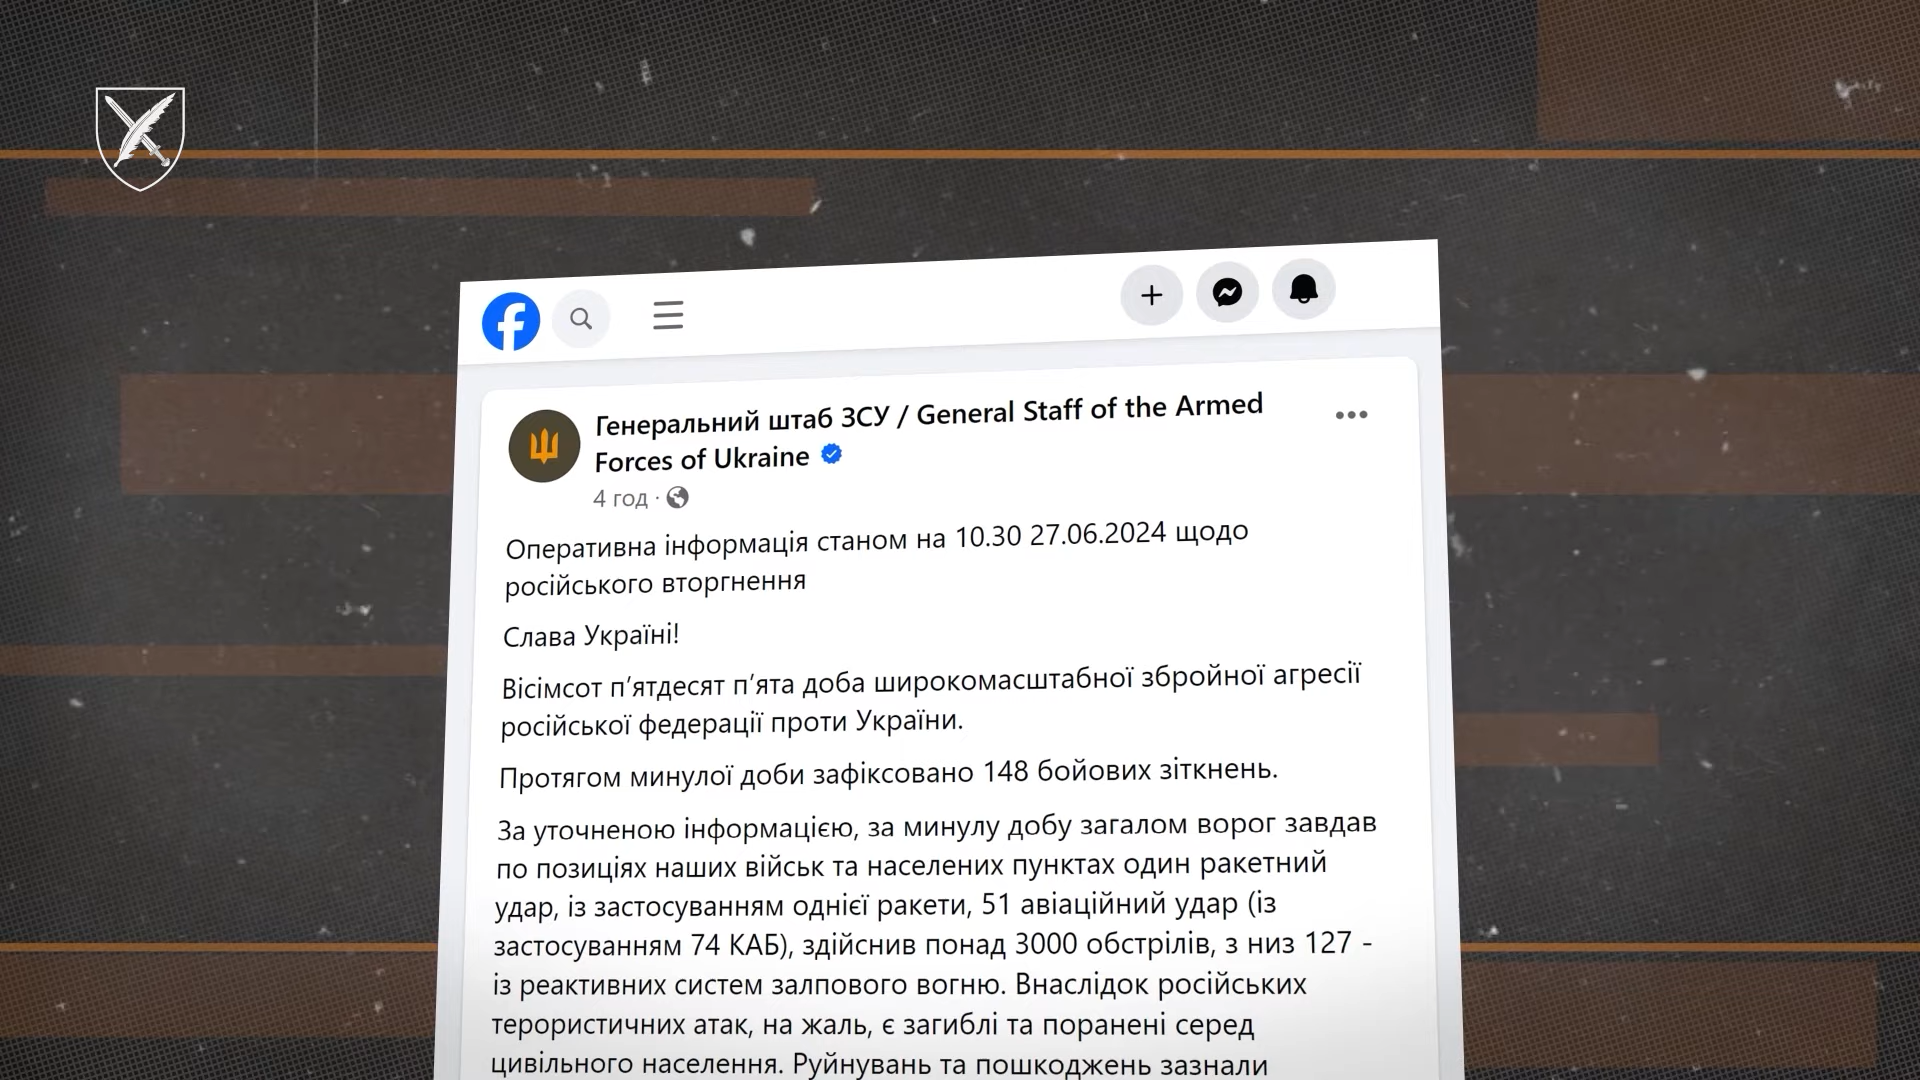 Генеральний штаб ЗСУ / General Staff of the Armed
Forces of Ukraine
4 год ·
Оперативна інформація станом на 10.30 27.06.2024 щодо
російського вторгнення
Слава Україні!
Вісімсот п’ятдесят п’ята доба широкомасштабної збройної агресії
російської федерації проти України.
Протягом минулої доби зафіксовано 148 бойових зіткнень.
За уточненою інформацією, за минулу добу загалом ворог завдав
по позиціях наших військ та населених пунктах один ракетний
удар, із застосуванням однієї ракети, 51 авіаційний удар (із
застосуванням 74 КАБ), здійснив понад 3000 обстрілів, з низ 127 -
із реактивних систем залпового вогню. Внаслідок російських
терористичних атак, на жаль, є загиблі та поранені серед
цивільного населення. Руйнувань та пошкоджень зазнали